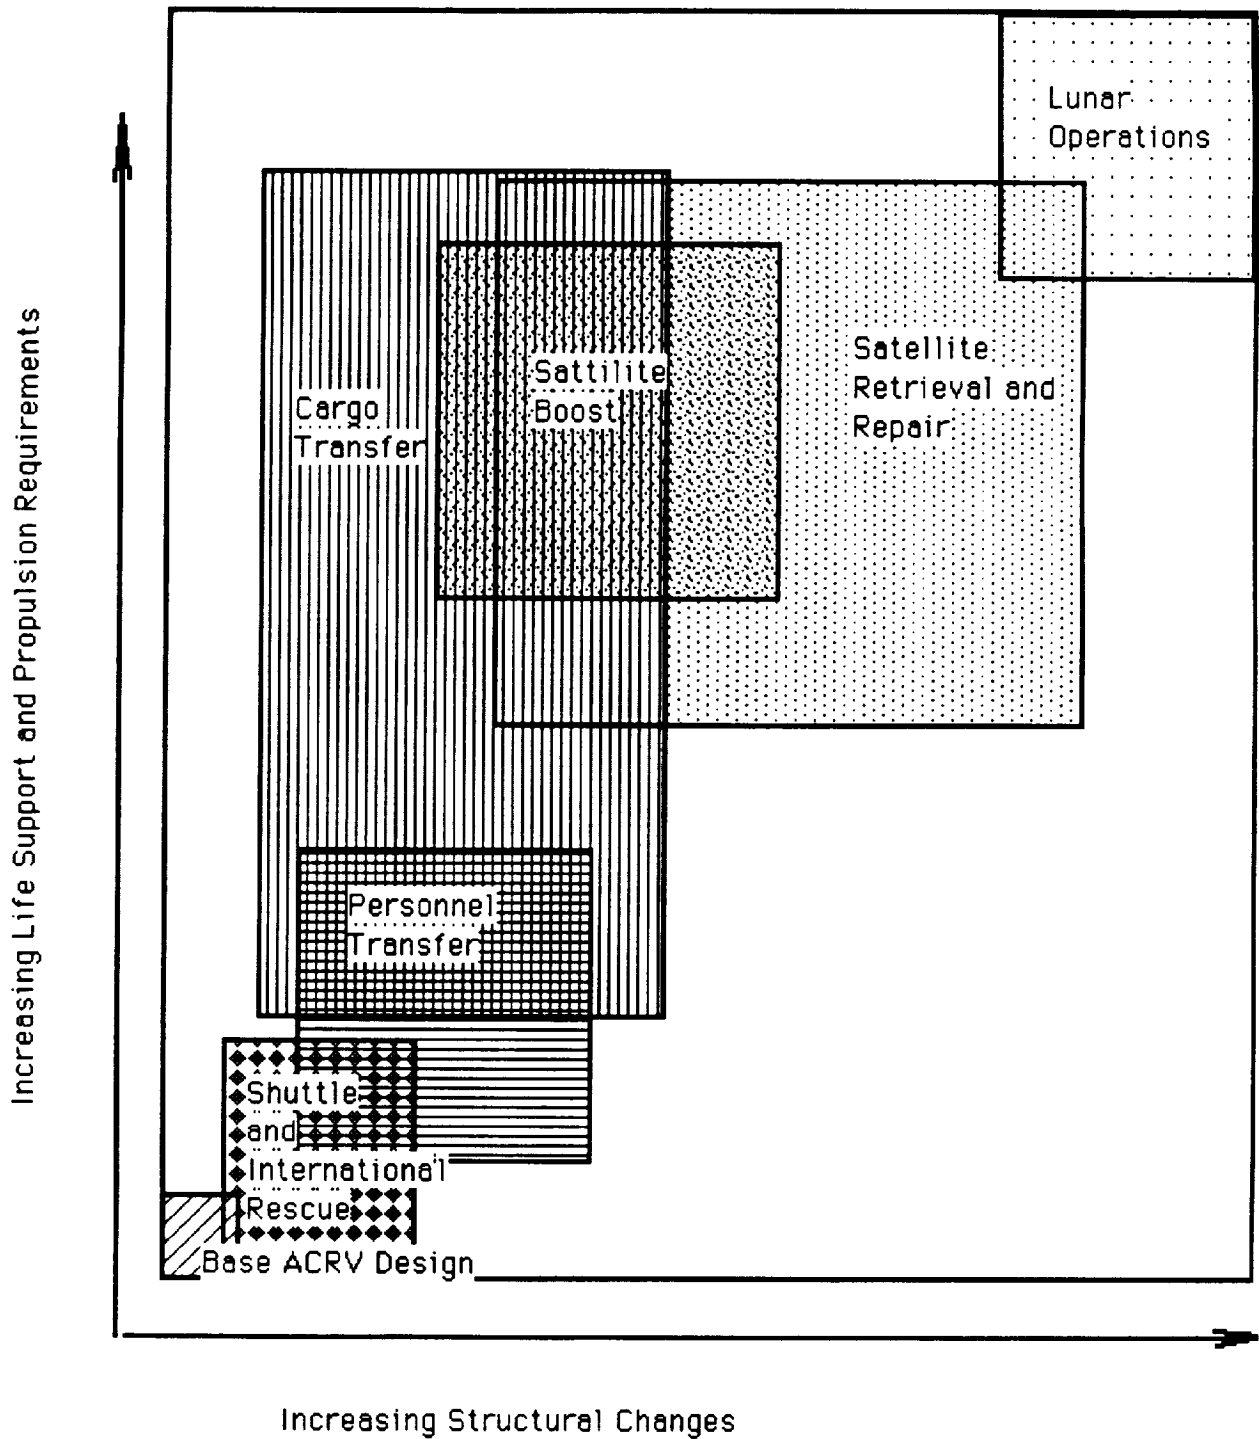 Lunar
Operations
Satellite
Retrieval and
Repair
Sattilite
Boost
Cargo
Transfer
Personnel
Transfer
Shuttle
and
International
Rescue
Base ACRV Design
Increasing Life Support and Propulsion Requirements
Increasing Structural Changes